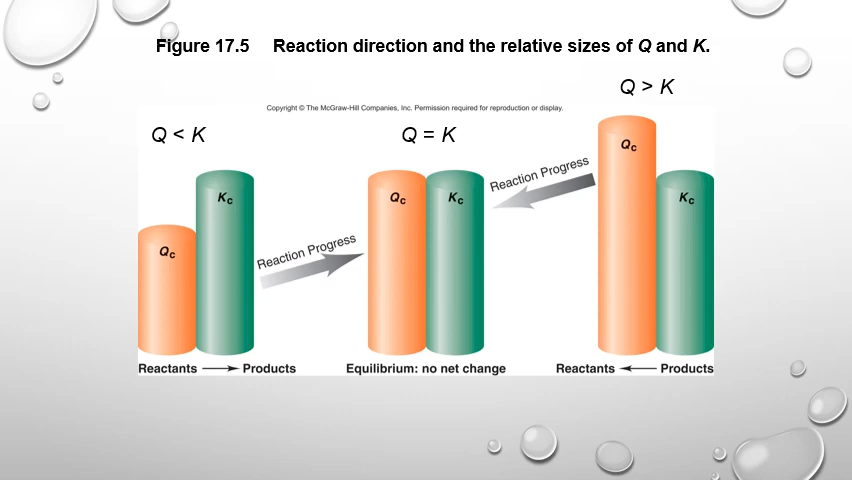 Figure 17.5 Reaction direction and the relative sizes of Q and K.
Q > K
Copyright © The McGraw-Hill Companies, Inc. Permission required for reproduction or display.
Q < K
Q = K
Qc
Kc
Reaction Progress
Qc
Kc
Reaction Progress
Qc
Kc
Reactants → Products
Equilibrium: no net change
Reactants ← Products